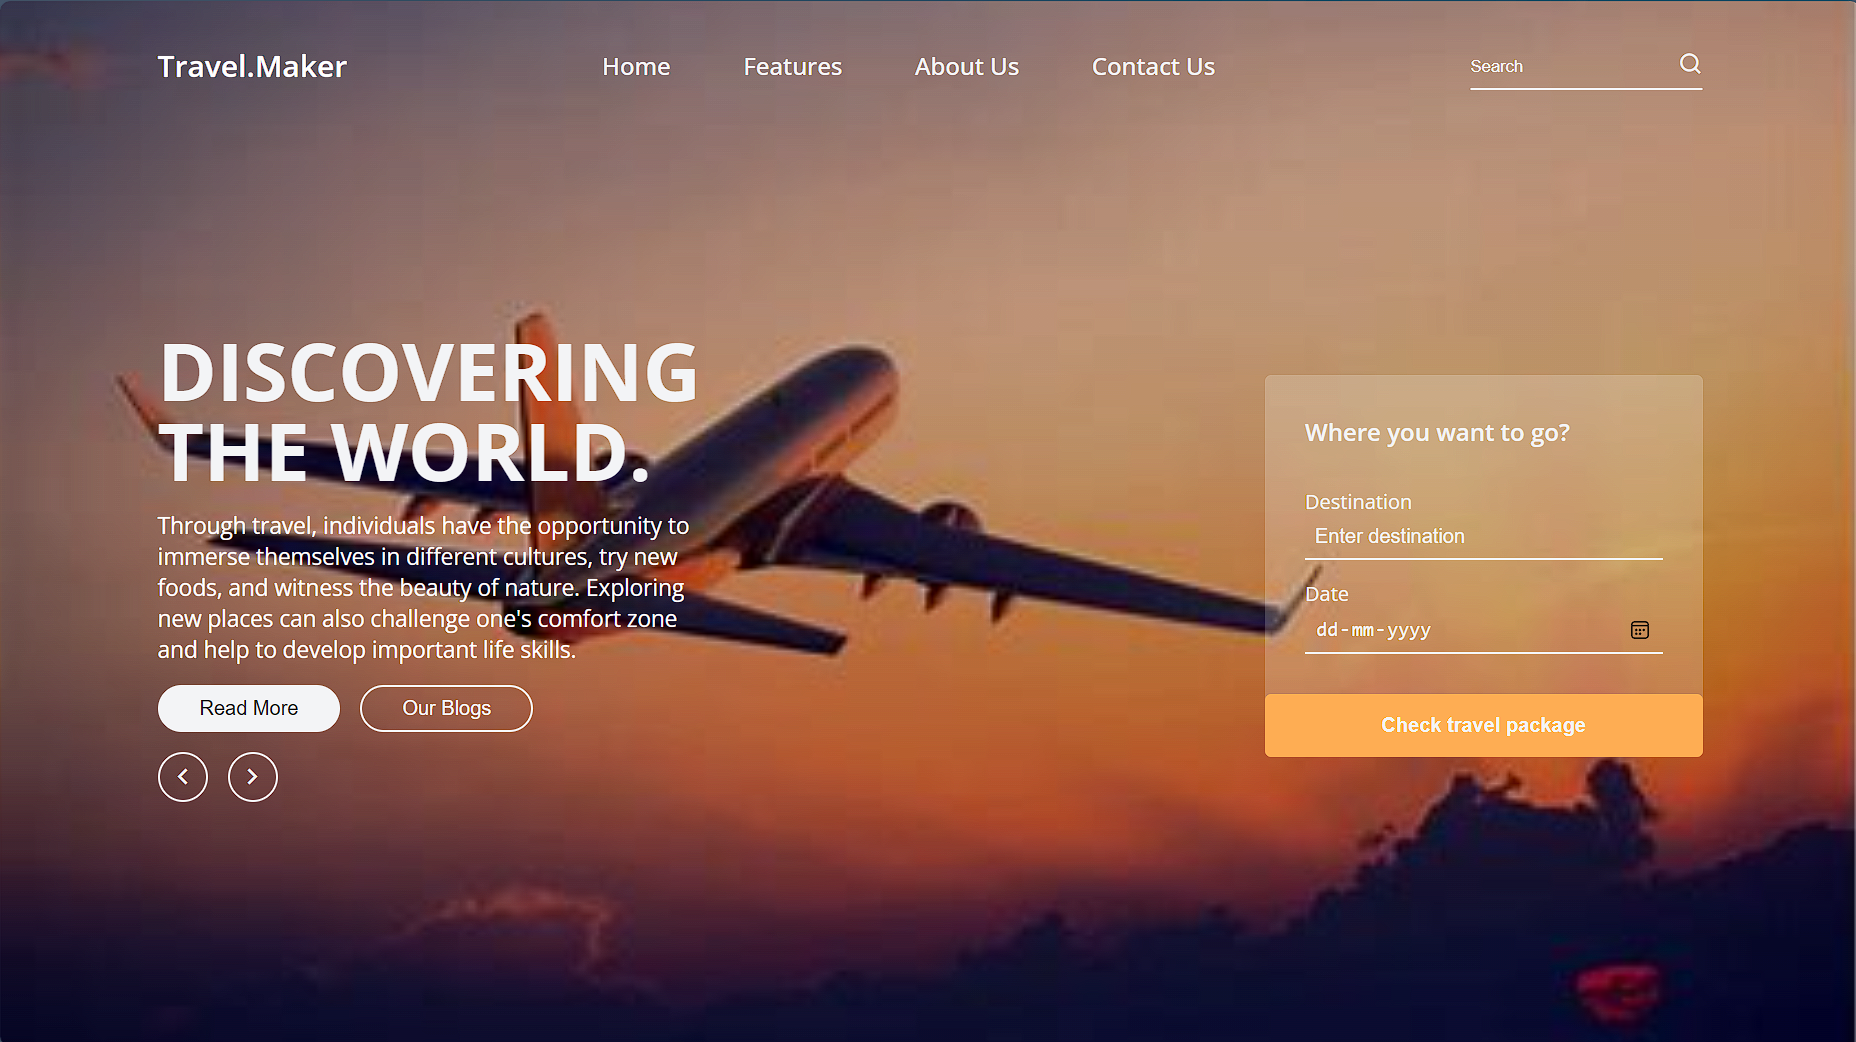 Travel.Maker
Home
Features
About Us
Contact Us
Search
DISCOVERING
THE WORLD.
Through travel, individuals have the opportunity to
immerse themselves in different cultures, try new
foods, and witness the beauty of nature. Exploring
new places can also challenge one's comfort zone
and help to develop important life skills.
Read More
Our Blogs
Where you want to go?
Destination
Enter destination
Date
dd-mm-yyyy
Check travel package